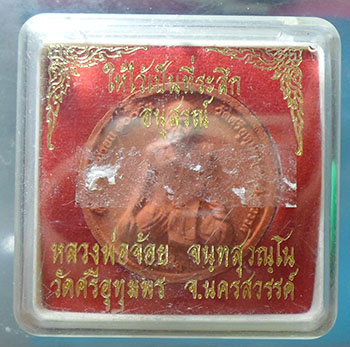 ให้ไว้เป็นที่ระลึก
อนุสรณ์
หลวงพ่อจ้อย จนฺทสุวณฺโณ
วัดศรีอุทุมพร จ.นครสวรรค์